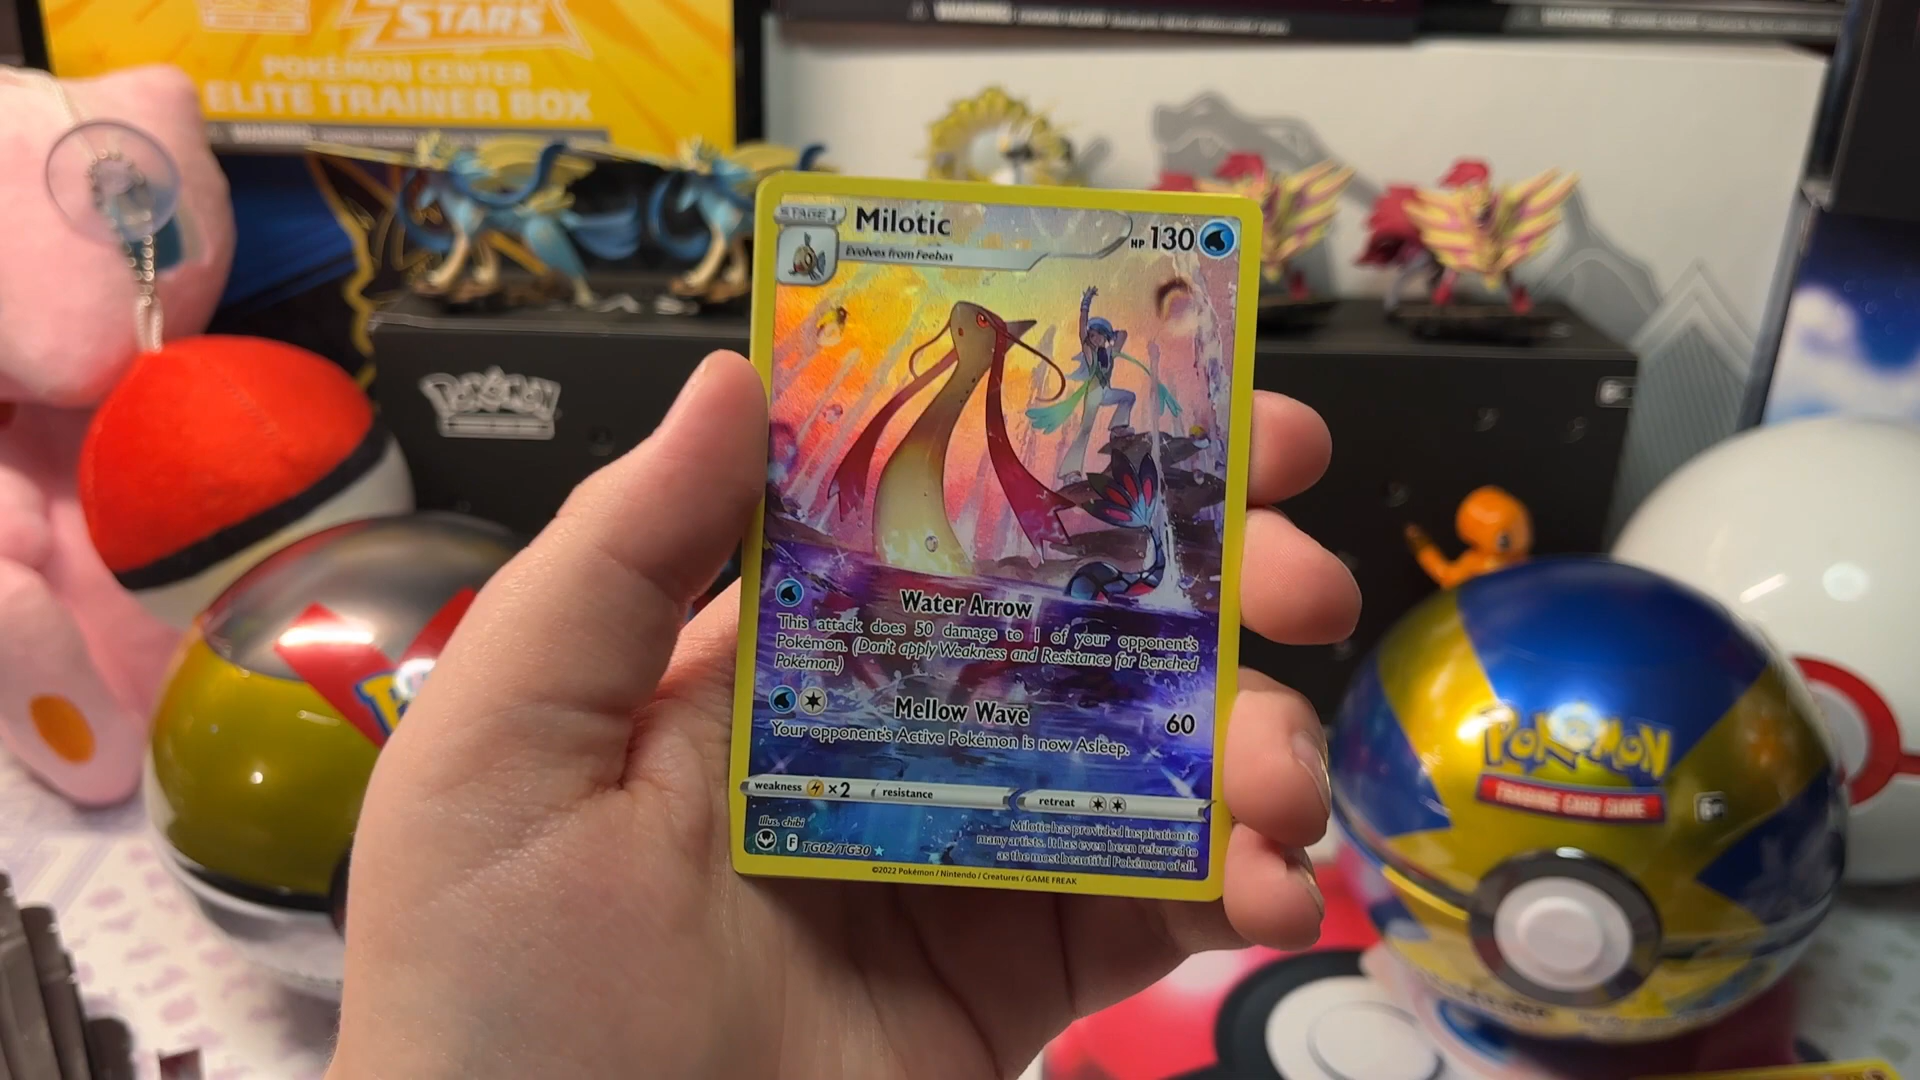 STARS
POKÉMON CENTER
ELITE TRAINER BOX
WARNING:
WARNING:
POKÉMON
STAGE 1
Milotic
HP 130
Evolves from Feebas
Water Arrow
This attack does 50 damage to 1 of your opponent's
Pokémon. (Don't apply Weakness and Resistance for Benched
Pokémon.)
Mellow Wave
60
Your opponent's Active Pokémon is now Asleep.
weakness ×2 resistance retreat
Illus. chibi
F TG02/TG30
Milotic has provided inspiration to
many artists. It has even been referred to
as the most beautiful Pokémon of all.
©2022 Pokémon / Nintendo / Creatures / GAME FREAK
POKÉMON
TRADING CARD GAME
6+